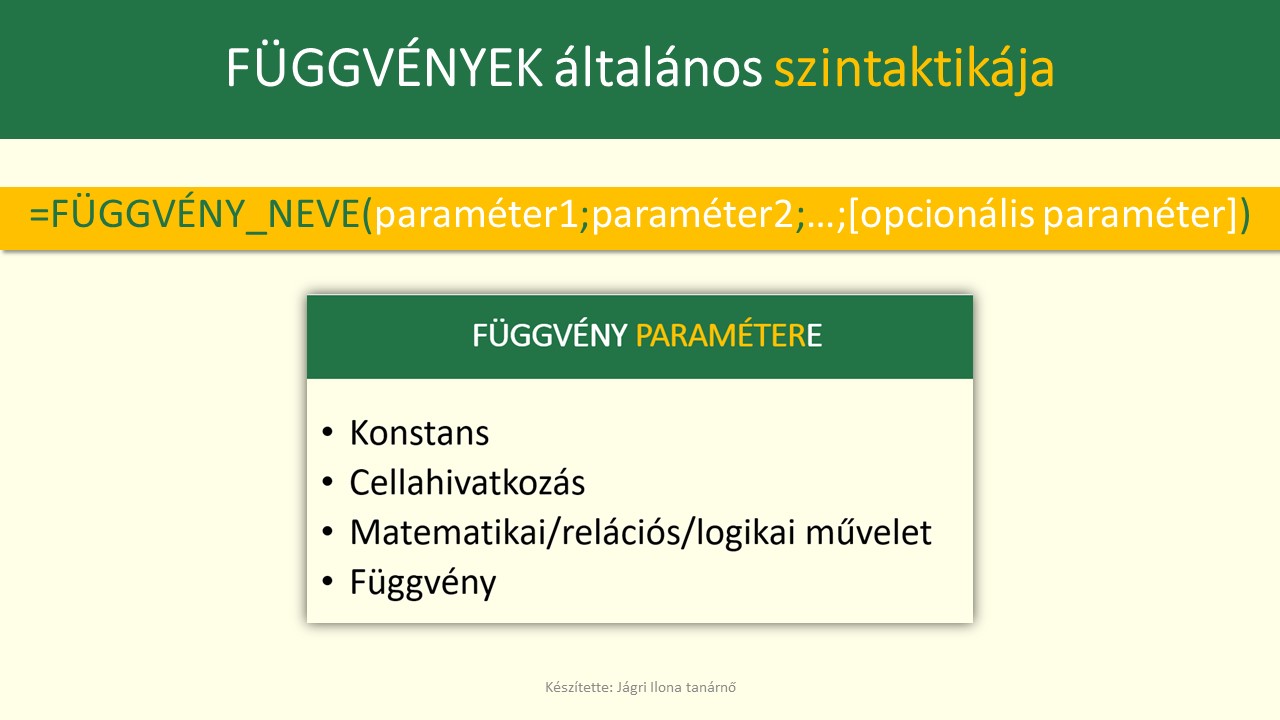 FÜGGVÉNYEK általános szintaktikája
=FÜGGVÉNY_NEVE(paraméter1;paraméter2;...;[opcionális paraméter])
FÜGGVÉNY PARAMÉTERE
• Konstans
• Cellahivatkozás
• Matematikai/relációs/logikai művelet
• Függvény
Készítette: Jágri Ilona tanárnő